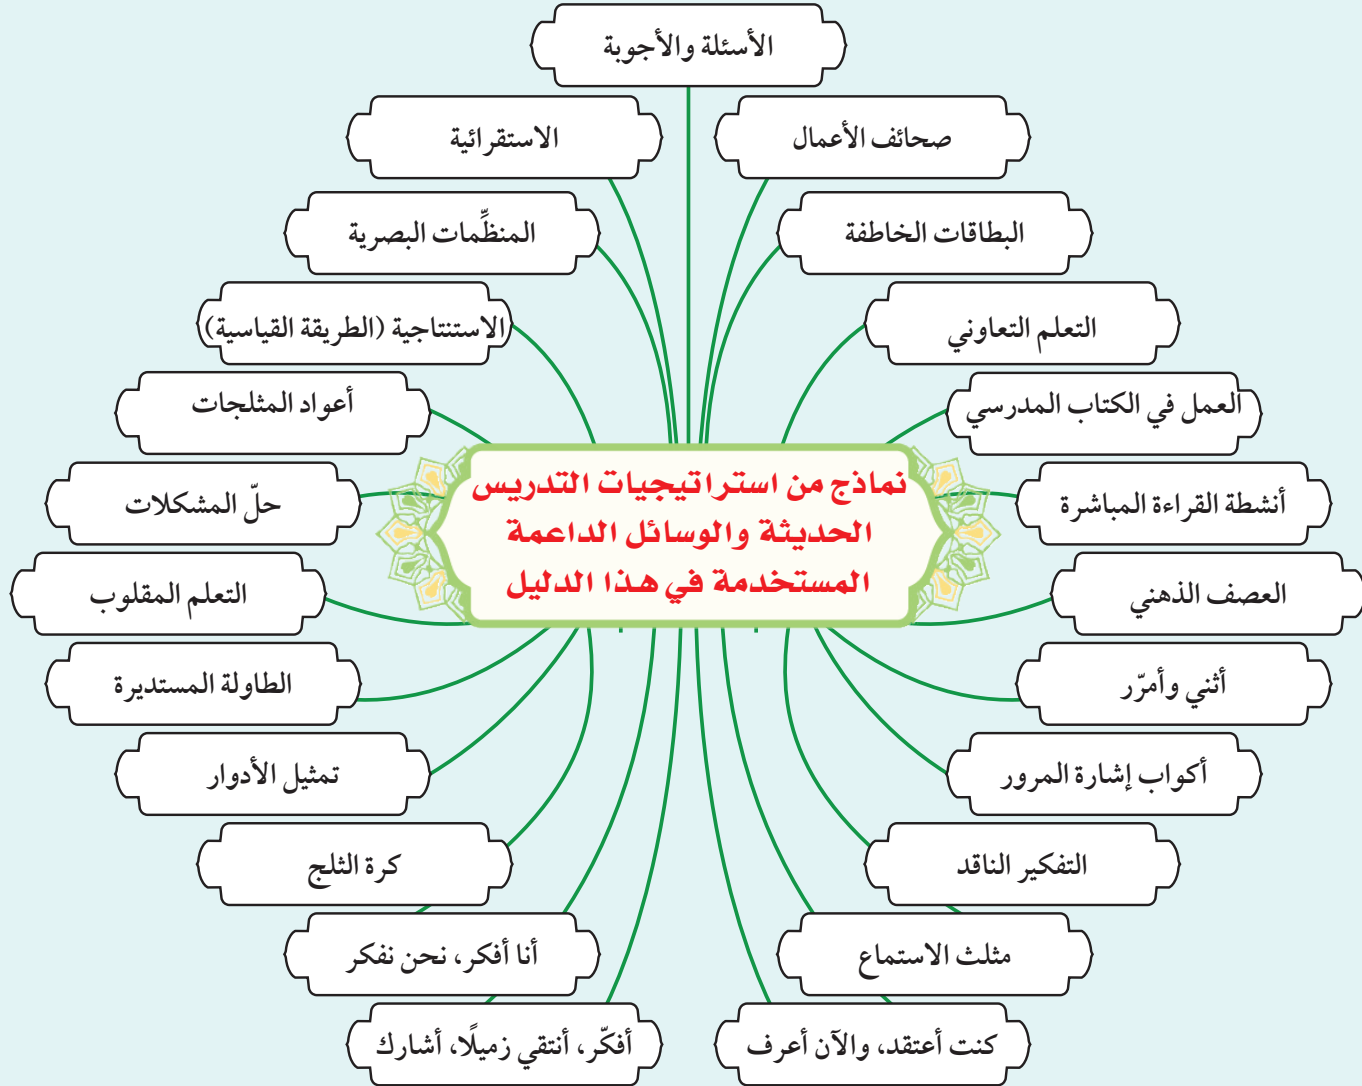 الأسئلة والأجوبة
صحائف الأعمال
الاستقرائية
البطاقات الخاطفة
المنظِّمات البصرية
التعلم التعاوني
الاستنتاجية (الطريقة القياسية)
العمل في الكتاب المدرسي
أعواد المثلجات
نماذج من استراتيجيات التدريس
الحديثة والوسائل الداعمة
المستخدمة في هذا الدليل
أنشطة القراءة المباشرة
حلّ المشكلات
العصف الذهني
التعلم المقلوب
أثني وأمرّر
الطاولة المستديرة
أكواب إشارة المرور
تمثيل الأدوار
التفكير الناقد
كرة الثلج
مثلث الاستماع
أنا أفكر، نحن نفكر
كنت أعتقد، والآن أعرف
أفكّر، أنتقي زميلًا، أشارك